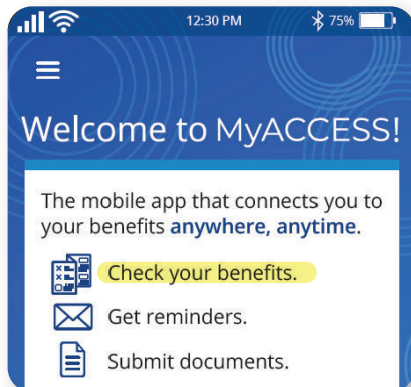 12:30 PM 75%
Welcome to MyACCESS!
The mobile app that connects you to
your benefits anywhere, anytime.
Check your benefits.
Get reminders.
Submit documents.